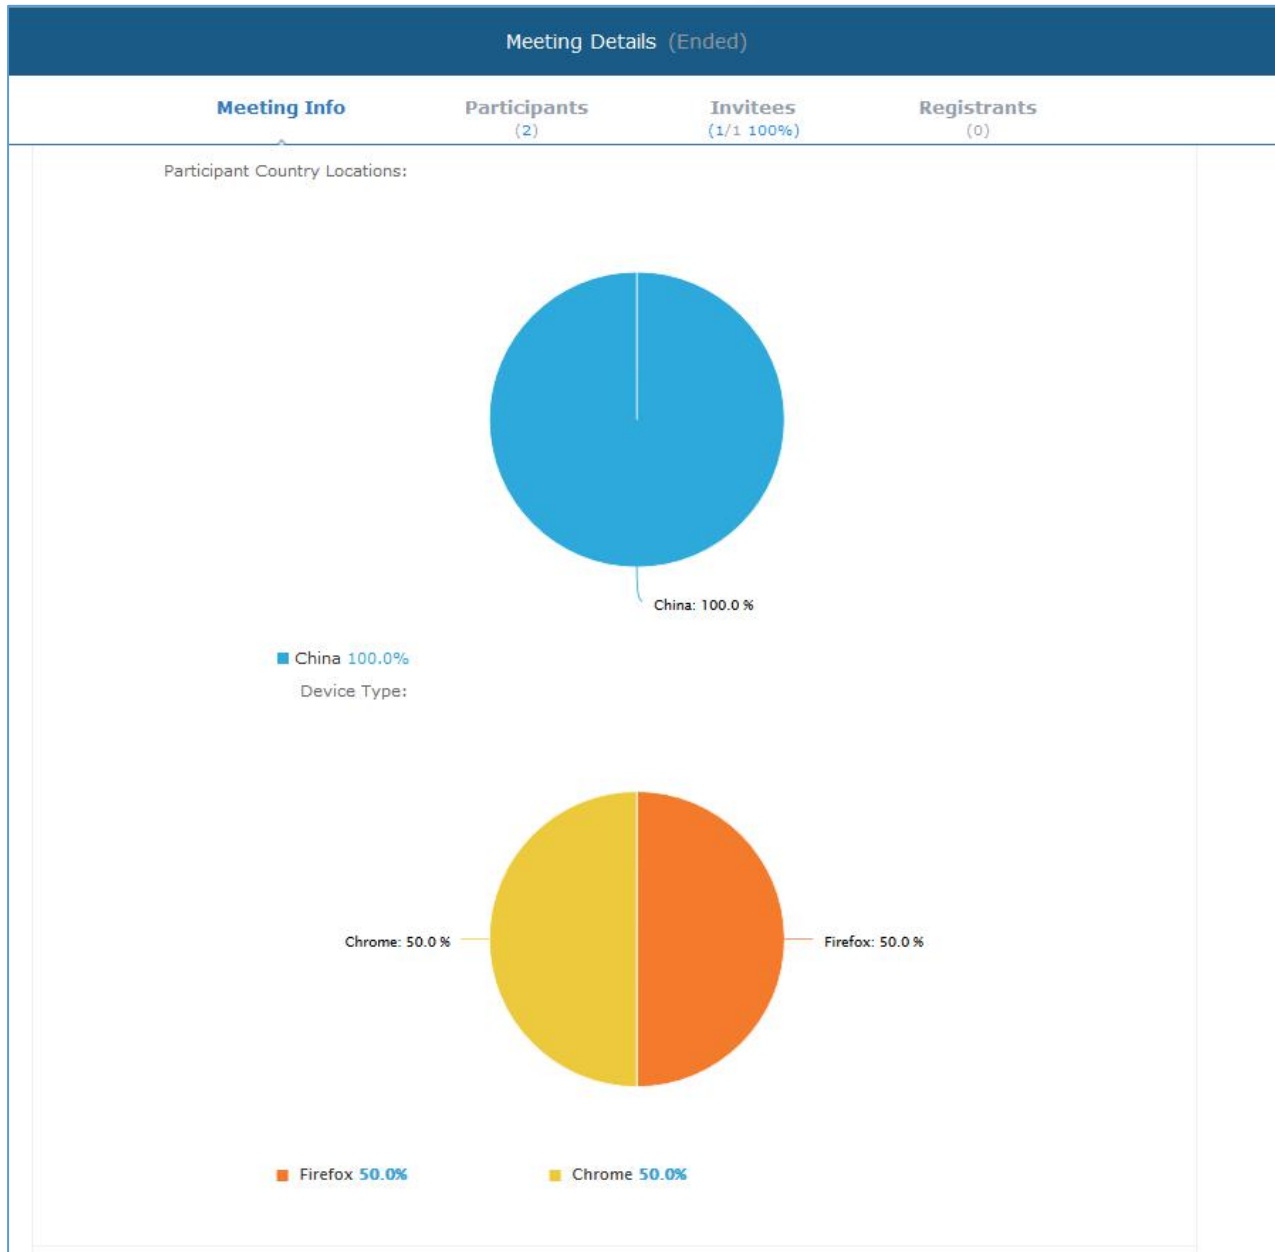 Meeting Details (Ended)
Meeting Info Participants Invitees Registrants
(2) (1/1 100%) (0)
Participant Country Locations:
China: 100.0 %
China 100.0%
Device Type:
Chrome: 50.0 % Firefox: 50.0 %
Firefox 50.0% Chrome 50.0%